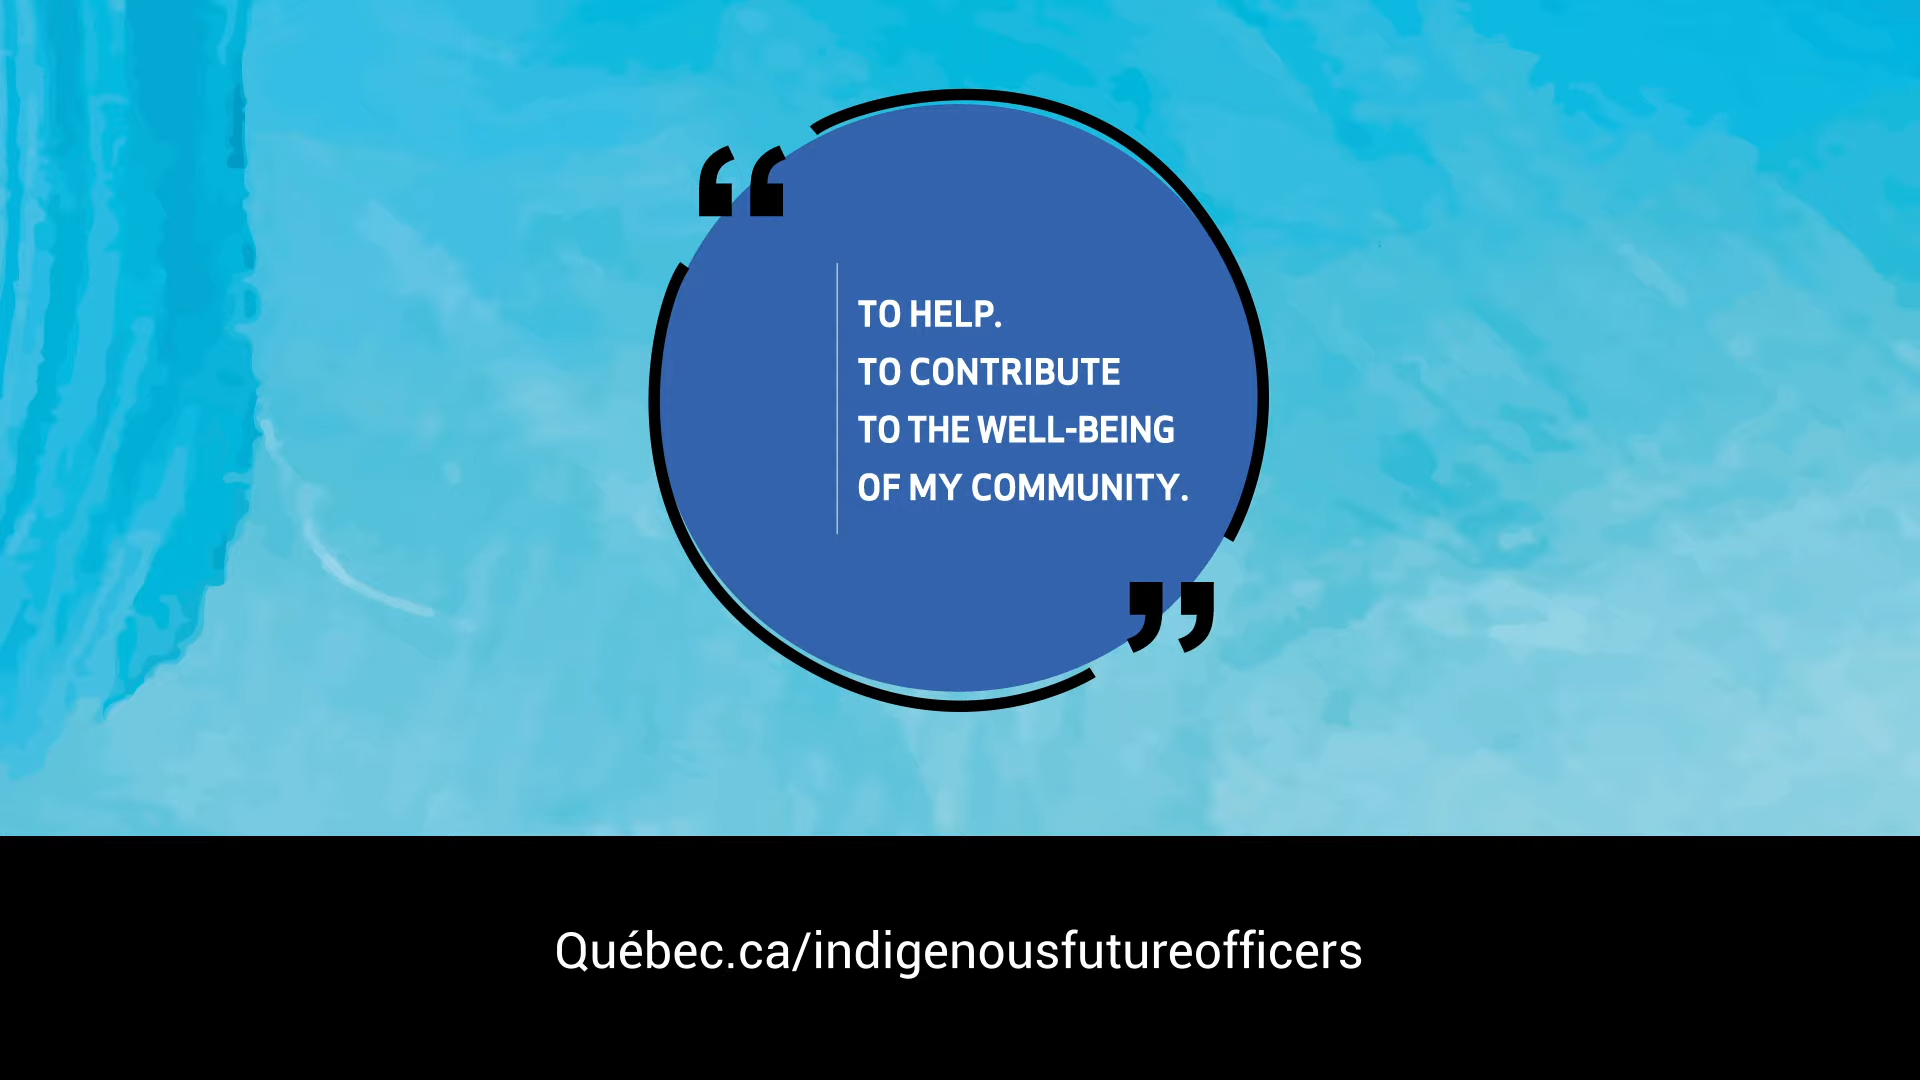 “
TO HELP.
TO CONTRIBUTE
TO THE WELL-BEING
OF MY COMMUNITY.
”
Québec.ca/indigenousfutureofficers